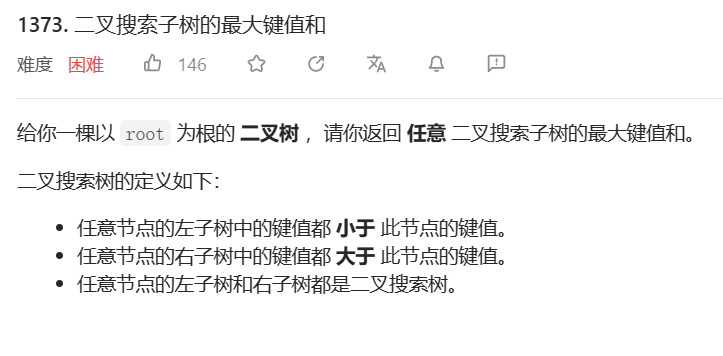 1373. 二叉搜索子树的最大键值和
难度 困难 146
给你一棵以 root 为根的 二叉树 ，请你返回 任意 二叉搜索子树的最大键值和。
二叉搜索树的定义如下：
• 任意节点的左子树中的键值都 小于 此节点的键值。
• 任意节点的右子树中的键值都 大于 此节点的键值。
• 任意节点的左子树和右子树都是二叉搜索树。